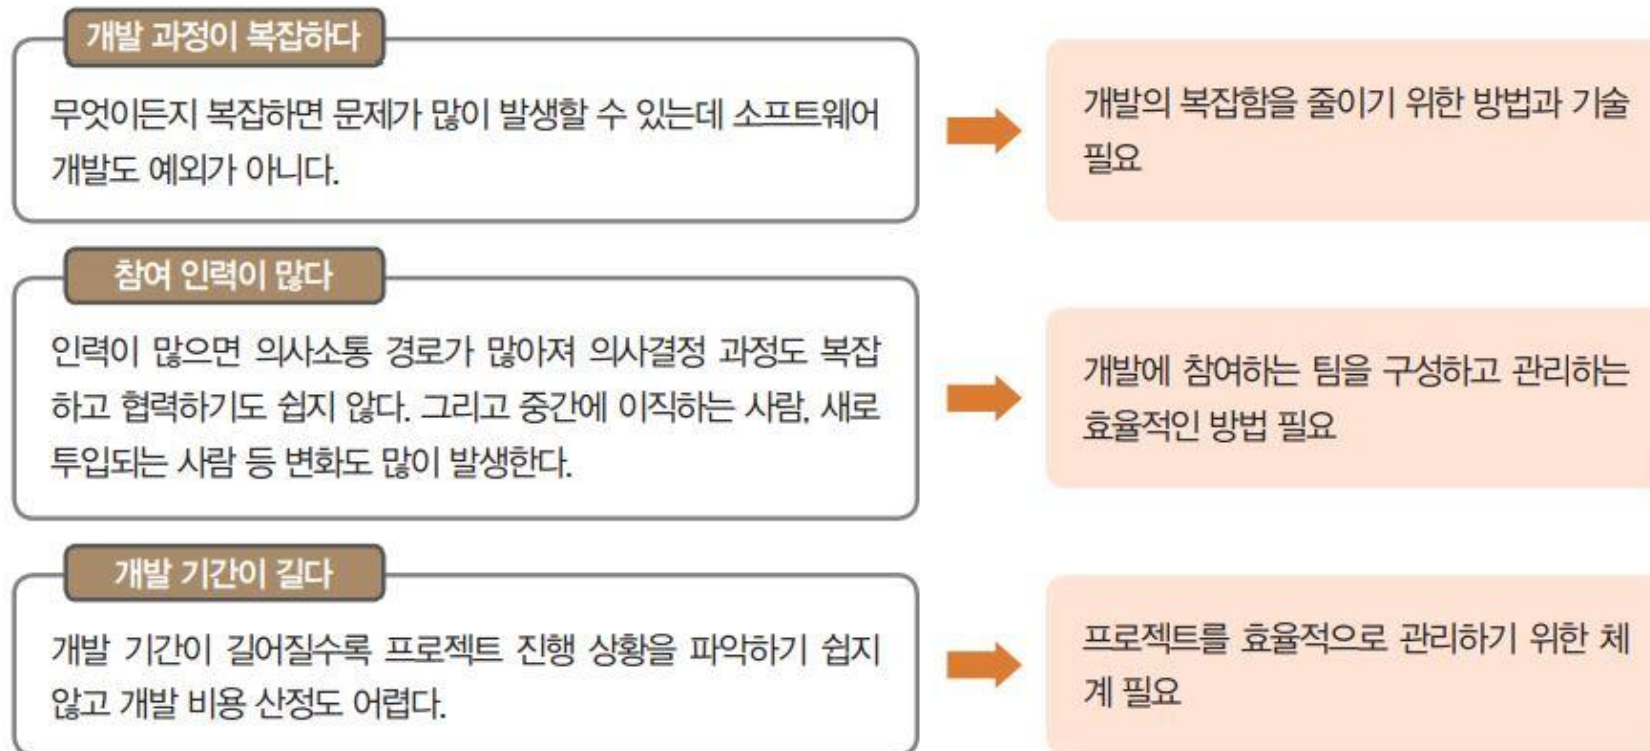 개발 과정이 복잡하다
무엇이든지 복잡하면 문제가 많이 발생할 수 있는데 소프트웨어
개발도 예외가 아니다.
개발의 복잡함을 줄이기 위한 방법과 기술
필요
참여 인력이 많다
인력이 많으면 의사소통 경로가 많아져 의사결정 과정도 복잡
하고 협력하기도 쉽지 않다. 그리고 중간에 이직하는 사람, 새로
투입되는 사람 등 변화도 많이 발생한다.
개발에 참여하는 팀을 구성하고 관리하는
효율적인 방법 필요
개발 기간이 길다
개발 기간이 길어질수록 프로젝트 진행 상황을 파악하기 쉽지
않고 개발 비용 산정도 어렵다.
프로젝트를 효율적으로 관리하기 위한 체
계 필요